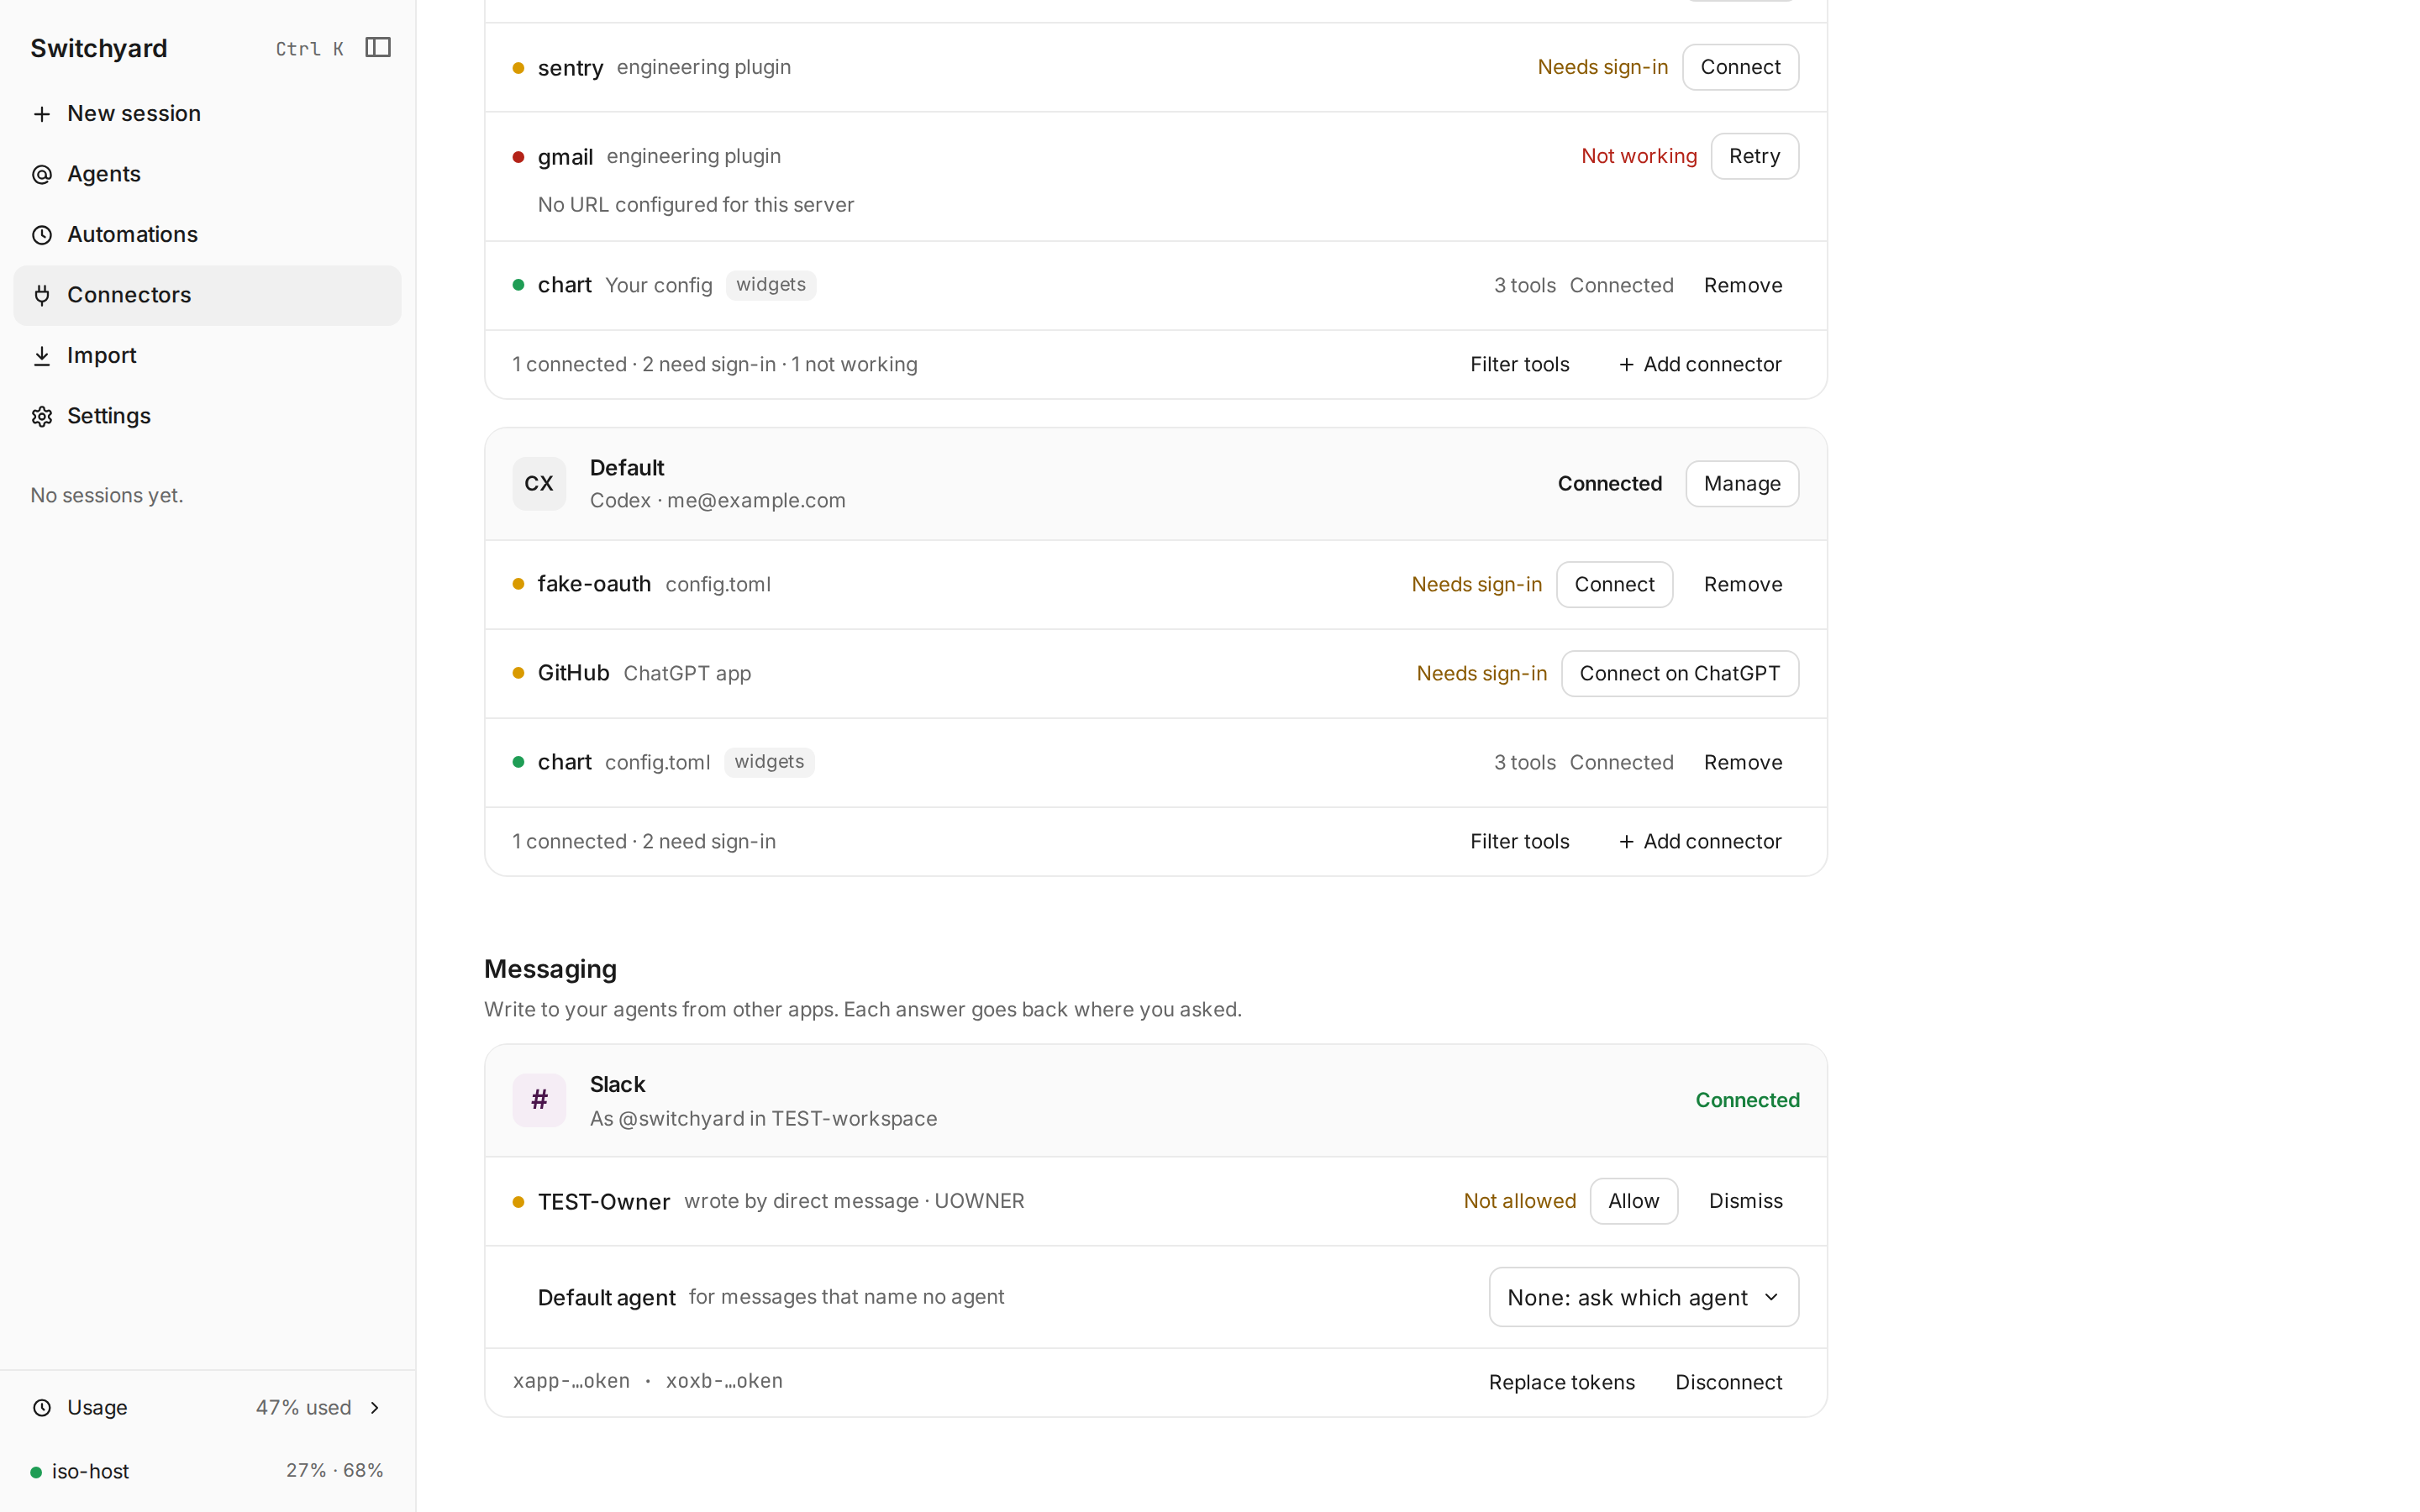 Switchyard Ctrl K
New session
Agents
Automations
Connectors
Import
Settings
No sessions yet.
Usage 47% used
iso-host 27% · 68%
sentry engineering plugin Needs sign-in Connect
gmail engineering plugin Not working Retry
No URL configured for this server
chart Your config widgets 3 tools Connected Remove
1 connected · 2 need sign-in · 1 not working Filter tools + Add connector
CX Default
Codex · me@example.com Connected Manage
fake-oauth config.toml Needs sign-in Connect Remove
GitHub ChatGPT app Needs sign-in Connect on ChatGPT
chart config.toml widgets 3 tools Connected Remove
1 connected · 2 need sign-in Filter tools + Add connector
Messaging
Write to your agents from other apps. Each answer goes back where you asked.
# Slack
As @switchyard in TEST-workspace Connected
TEST-Owner wrote by direct message · UOWNER Not allowed Allow Dismiss
Default agent for messages that name no agent None: ask which agent
xapp-…oken · xoxb-…oken Replace tokens Disconnect